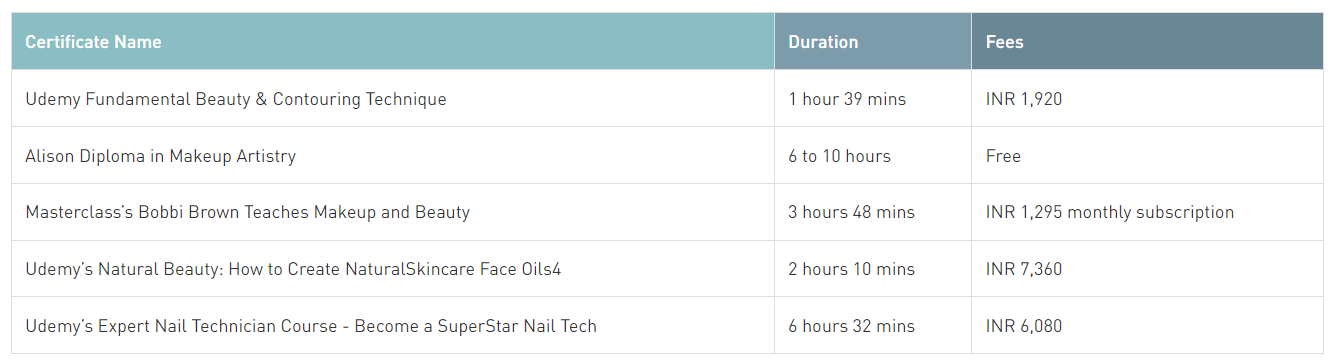 Certificate Name Duration Fees
Udemy Fundamental Beauty & Contouring Technique 1 hour 39 mins INR 1,920
Alison Diploma in Makeup Artistry 6 to 10 hours Free
Masterclass’s Bobbi Brown Teaches Makeup and Beauty 3 hours 48 mins INR 1,295 monthly subscription
Udemy’s Natural Beauty: How to Create NaturalSkincare Face Oils4 2 hours 10 mins INR 7,360
Udemy’s Expert Nail Technician Course - Become a SuperStar Nail Tech 6 hours 32 mins INR 6,080